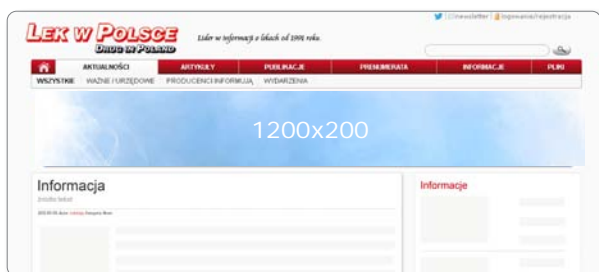 newsletter | logowanie/rejestracja
LEK W POLSCE
DRUG IN POLAND
Lider w informacji o lekach od 1991 roku.
AKTUALNOŚCI ARTYKUŁY PUBLIKACJE PRENUMERATA INFORMACJE PLIKI
WSZYSTKIE WAŻNE I URZĘDOWE PRODUCENCI INFORMUJĄ WYDARZENIA
1200x200
Informacja
Informacje